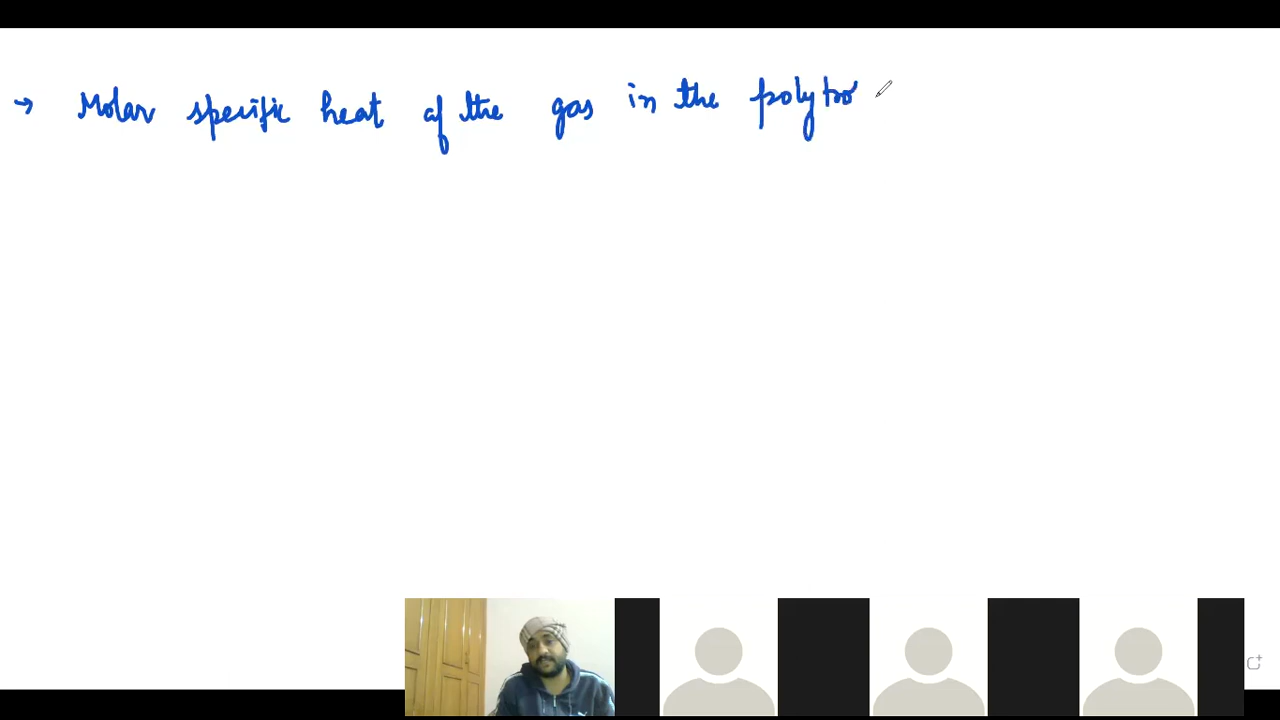 → Molar specific heat of the gas in the polytro